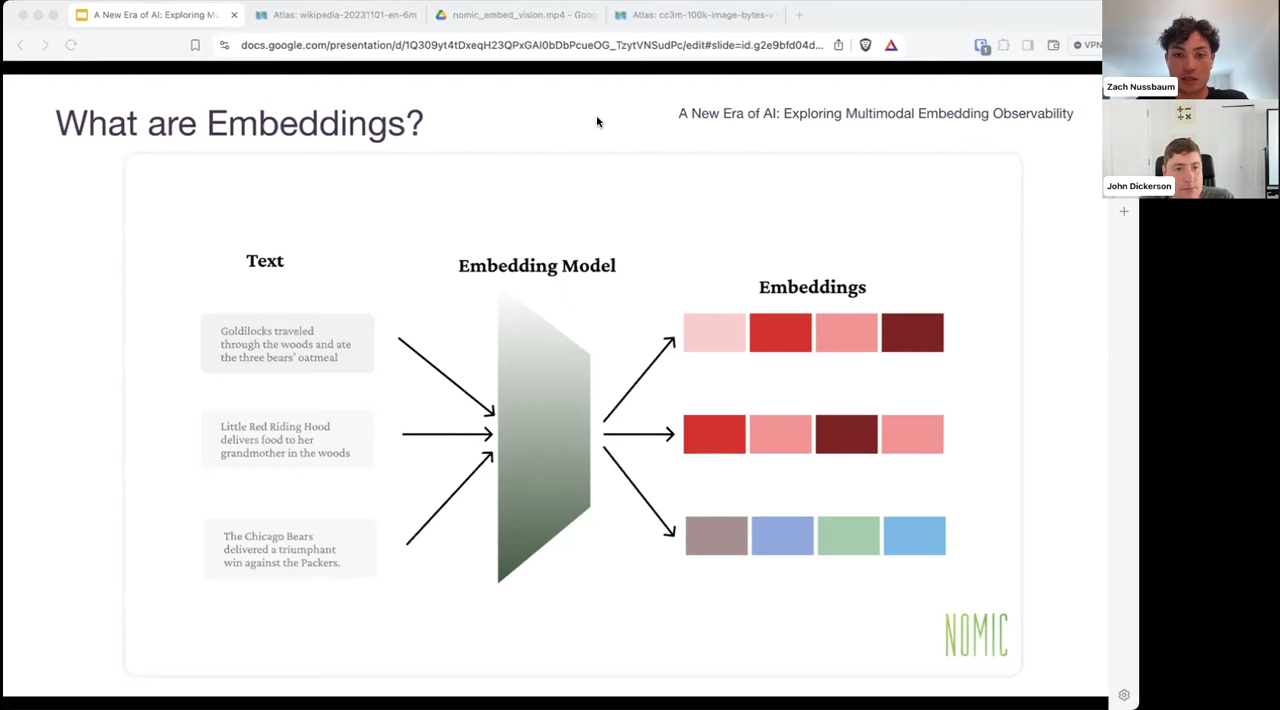 A New Era of AI: Exploring Mu
Atlas: wikipedia-20231101-en-6m
nomic_embed_vision.mp4 - Goog
Atlas: cc3m-100k-image-bytes-v
docs.google.com/presentation/d/1Q309yt4tDxeqH23QPxGAI0bDbPcueOG_TzytVNSudPc/edit#slide=id.g2e9bfd04d...
1
VPN
Zach Nussbaum
John Dickerson
What are Embeddings?
A New Era of AI: Exploring Multimodal Embedding Observability
Text
Embedding Model
Embeddings
Goldilocks traveled
through the woods and ate
the three bears' oatmeal
Little Red Riding Hood
delivers food to her
grandmother in the woods
The Chicago Bears
delivered a triumphant
win against the Packers.
NOMIC